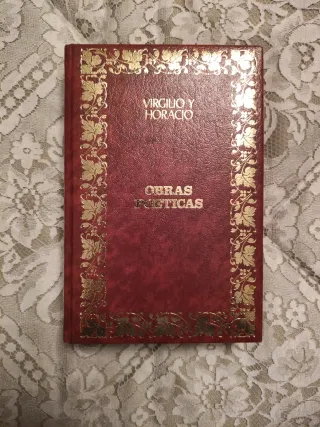 VIRGILIO Y
HORACIO
OBRAS
POETICAS